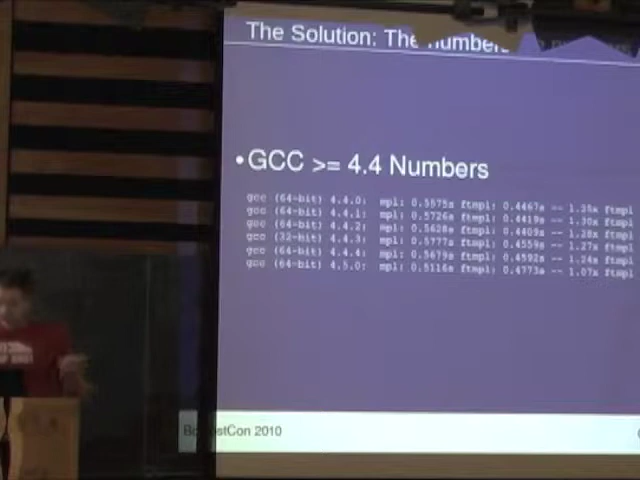 The Solution: The numbers
•GCC >= 4.4 Numbers
gcc (64-bit) 4.4.0: mpl: 0.5575s ftmpl: 0.4467s -- 1.25x ftmpl
gcc (64-bit) 4.4.1: mpl: 0.5726s ftmpl: 0.4419s -- 1.30x ftmpl
gcc (64-bit) 4.4.2: mpl: 0.5628s ftmpl: 0.4409s -- 1.28x ftmpl
gcc (32-bit) 4.4.3: mpl: 0.5777s ftmpl: 0.4559s -- 1.27x ftmpl
gcc (64-bit) 4.4.4: mpl: 0.5679s ftmpl: 0.4592s -- 1.24x ftmpl
gcc (64-bit) 4.5.0: mpl: 0.5116s ftmpl: 0.4773s -- 1.07x ftmpl
BoostCon 2010